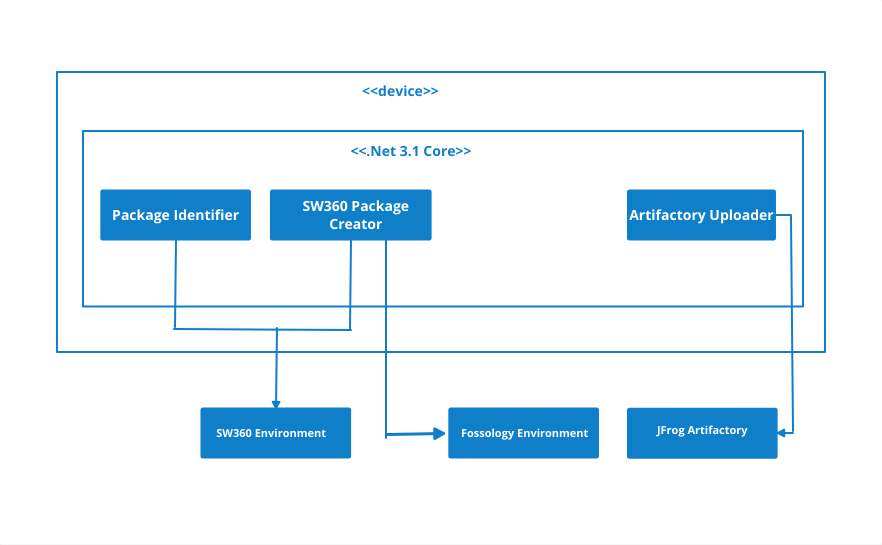 <<device>>
<<.Net 3.1 Core>>
Package Identifier
SW360 Package
Creator
Artifactory Uploader
SW360 Environment
Fossology Environment
JFrog Artifactory